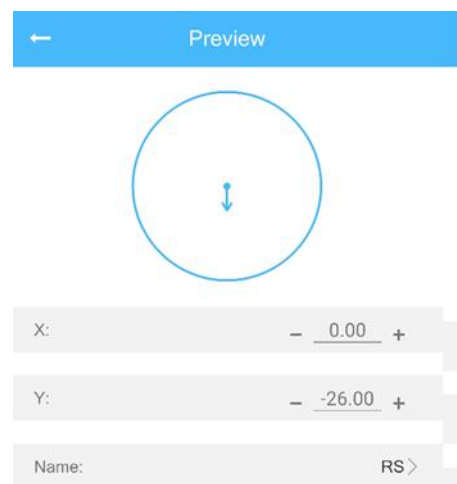 Preview
X: - 0.00 +
Y: - -26.00 +
Name: RS